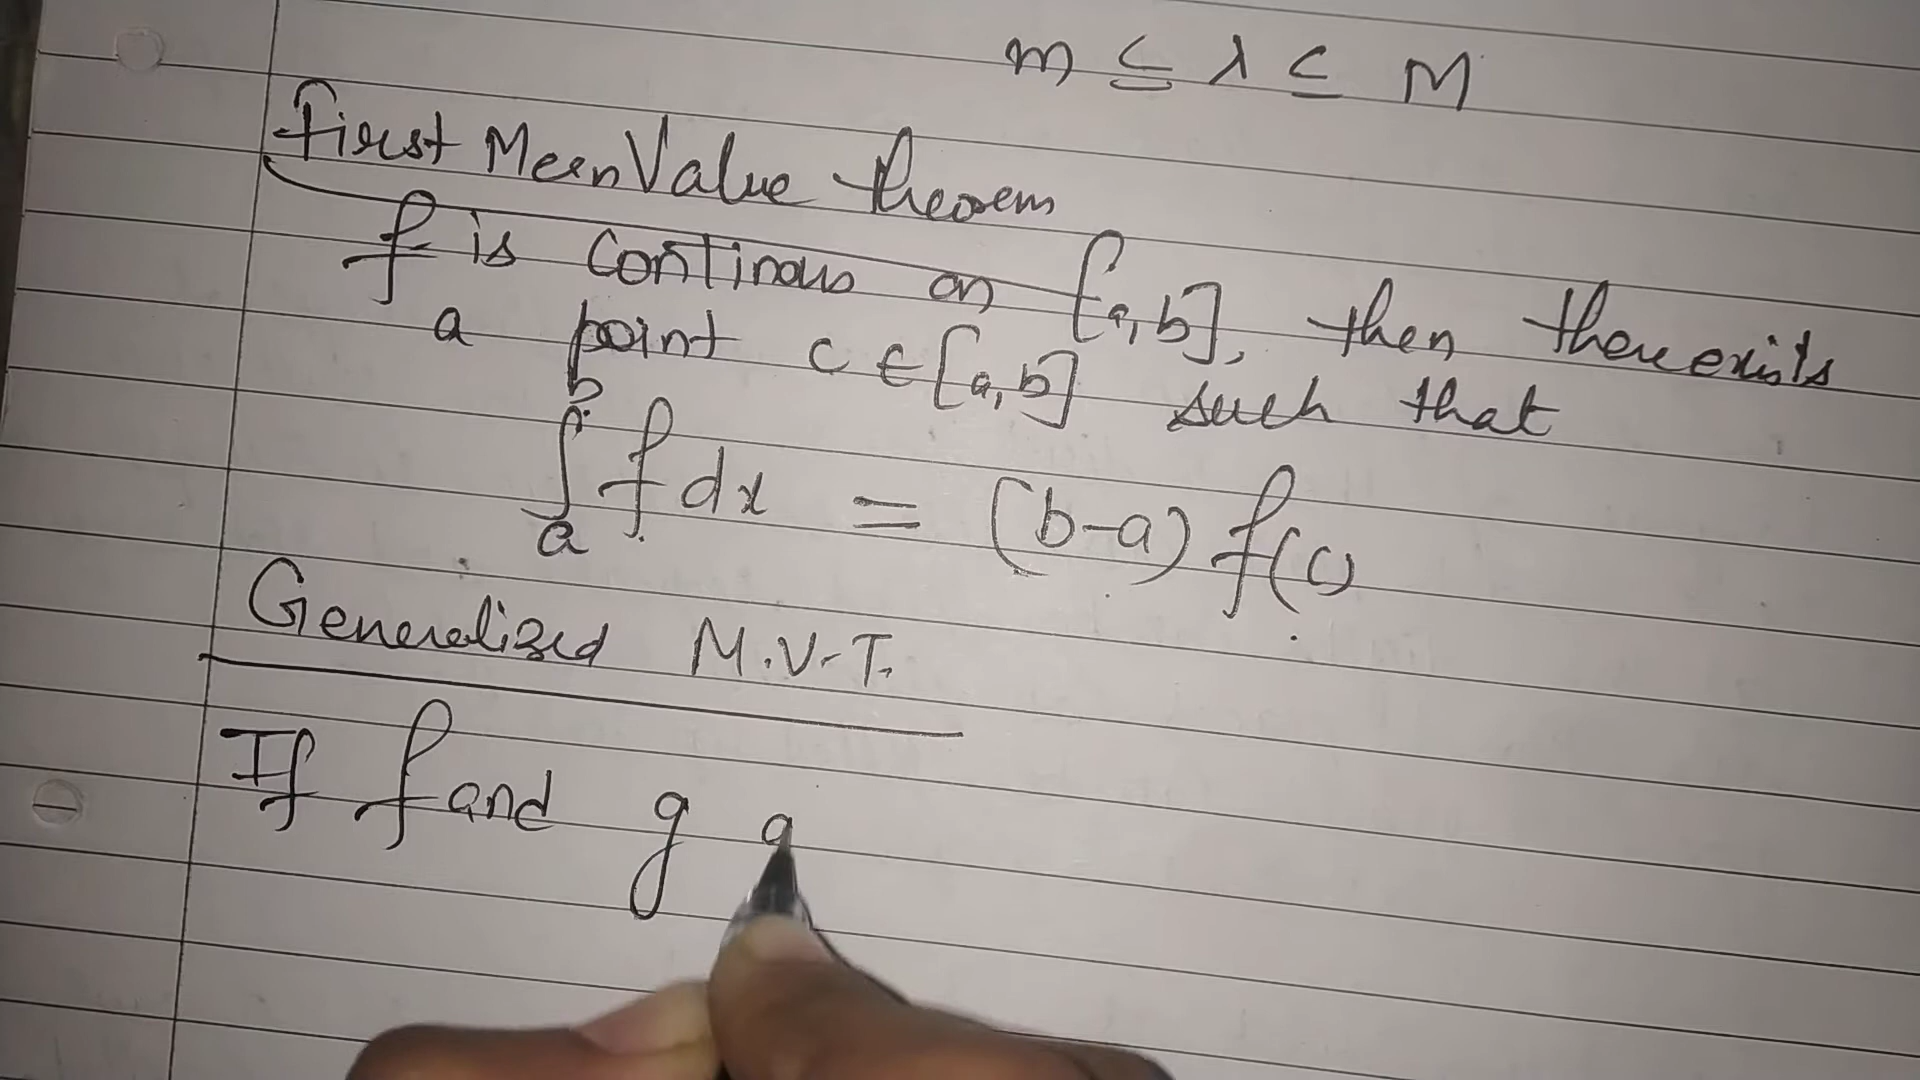 m ≤ λ ≤ M
First Mean Value theorem
f is continous on [a,b], then there exists
a point c ∈ [a,b] such that
∫_a^b f dx = (b-a) f(c)
Generalized M.V.T.
If f and g a